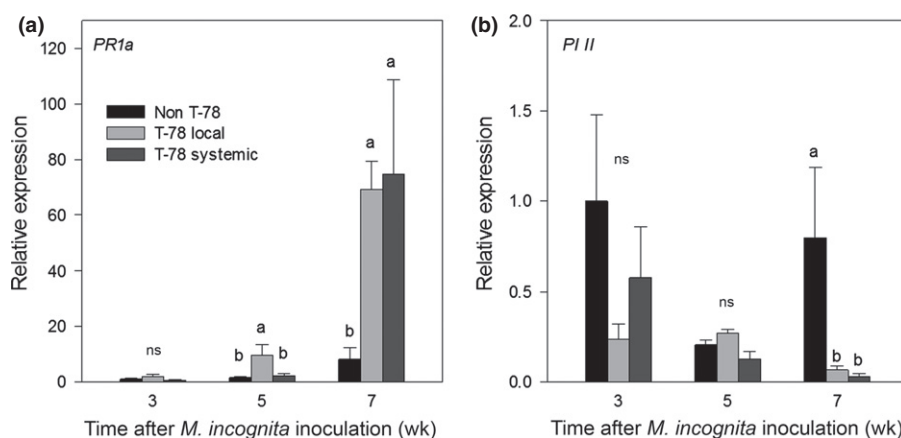 (a)
PR1a
Relative expression
120
100
80
60
40
20
0
Non T-78
T-78 local
T-78 systemic
ns
b a b
b a a
3 5 7
Time after M. incognita inoculation (wk)
(b)
PI II
Relative expression
2.0
1.5
1.0
0.5
0.0
ns
ns
a b b
3 5 7
Time after M. incognita inoculation (wk)